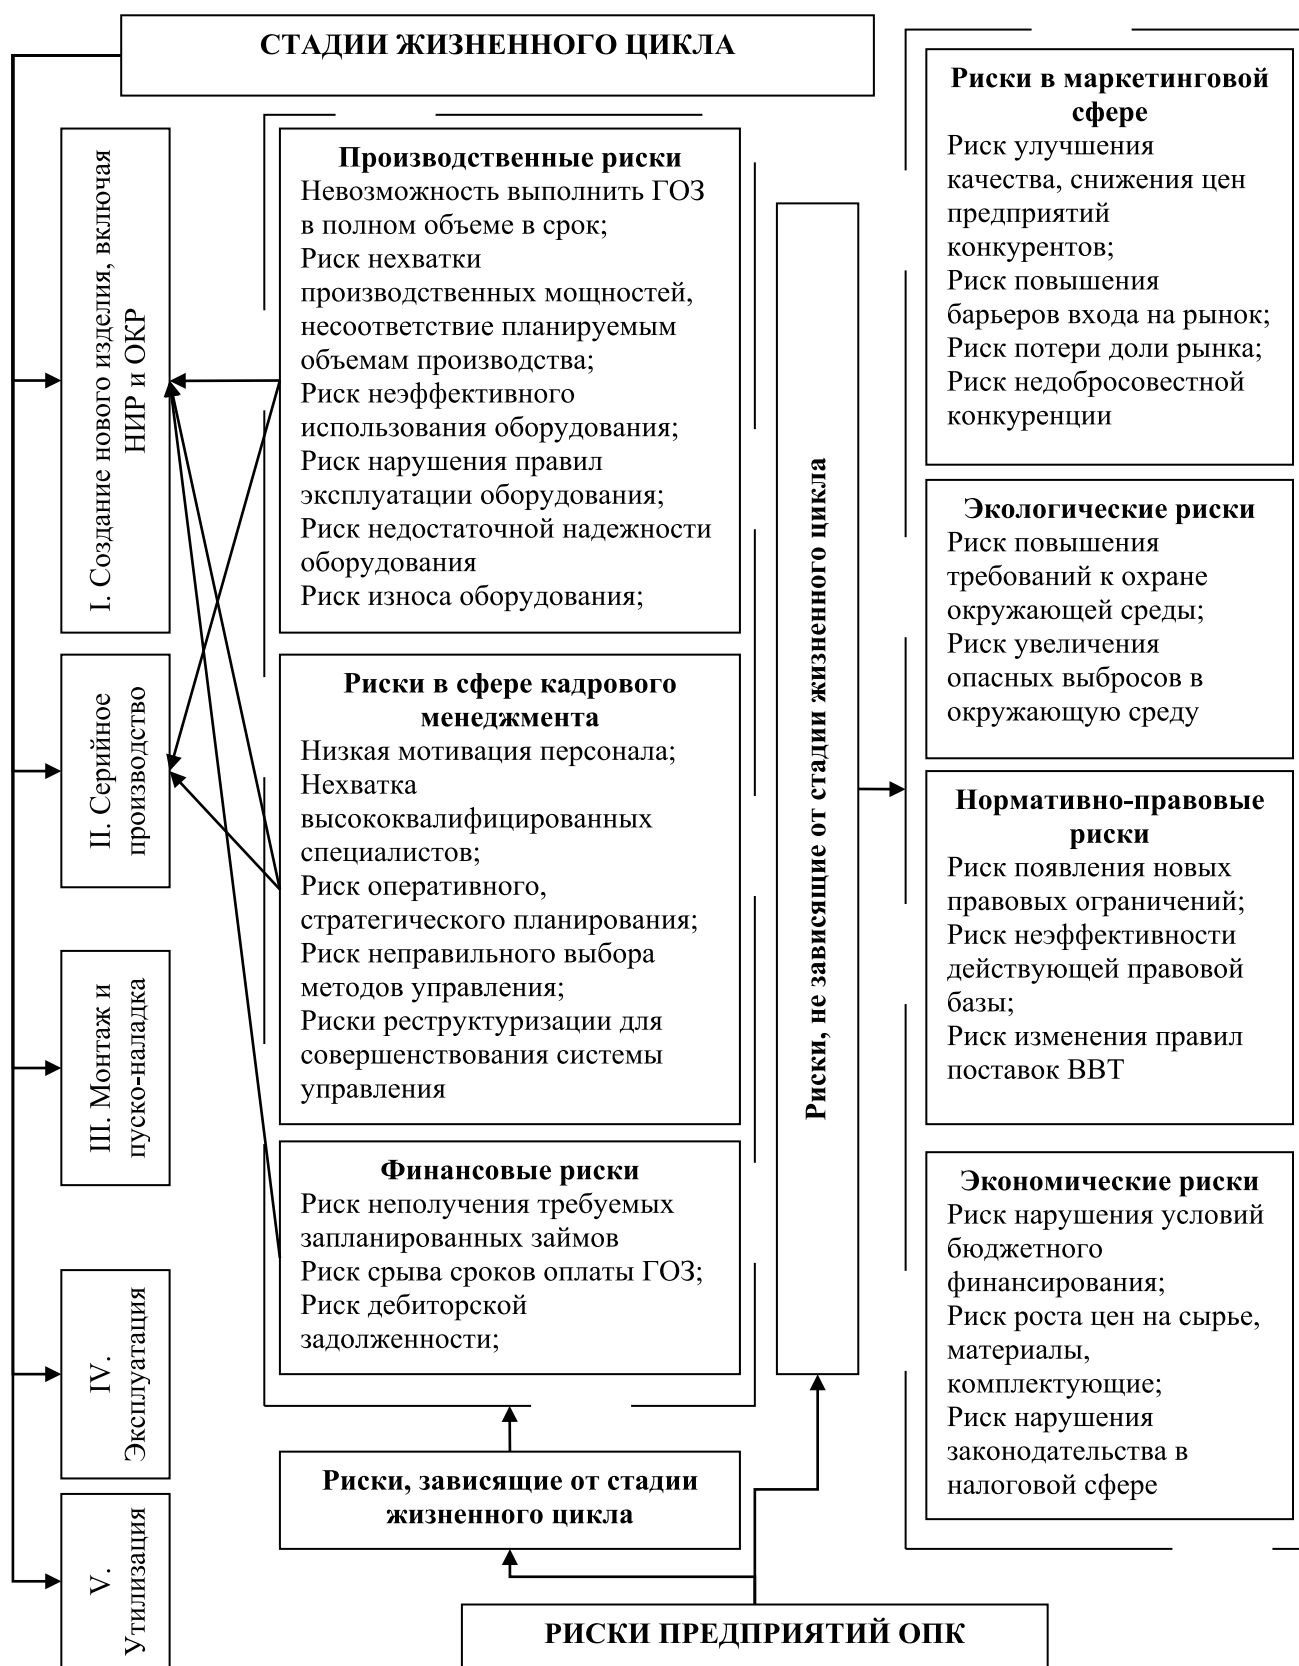 СТАДИИ ЖИЗНЕННОГО ЦИКЛА
I. Создание нового изделия, включая
НИР и ОКР
II. Серийное
производство
III. Монтаж и
пуско-наладка
IV.
Эксплуатация
V.
Утилизация
Производственные риски
Невозможность выполнить ГОЗ
в полном объеме в срок;
Риск нехватки
производственных мощностей,
несоответствие планируемым
объемам производства;
Риск неэффективного
использования оборудования;
Риск нарушения правил
эксплуатации оборудования;
Риск недостаточной надежности
оборудования
Риск износа оборудования;
Риски в сфере кадрового
менеджмента
Низкая мотивация персонала;
Нехватка
высококвалифицированных
специалистов;
Риск оперативного,
стратегического планирования;
Риск неправильного выбора
методов управления;
Риски реструктуризации для
совершенствования системы
управления
Финансовые риски
Риск неполучения требуемых
запланированных займов
Риск срыва сроков оплаты ГОЗ;
Риск дебиторской
задолженности;
Риски, зависящие от стадии
жизненного цикла
Риски, не зависящие от стадии жизненного цикла
Риски в маркетинговой
сфере
Риск улучшения
качества, снижения цен
предприятий
конкурентов;
Риск повышения
барьеров входа на рынок;
Риск потери доли рынка;
Риск недобросовестной
конкуренции
Экологические риски
Риск повышения
требований к охране
окружающей среды;
Риск увеличения
опасных выбросов в
окружающую среду
Нормативно-правовые
риски
Риск появления новых
правовых ограничений;
Риск неэффективности
действующей правовой
базы;
Риск изменения правил
поставок ВВТ
Экономические риски
Риск нарушения условий
бюджетного
финансирования;
Риск роста цен на сырье,
материалы,
комплектующие;
Риск нарушения
законодательства в
налоговой сфере
РИСКИ ПРЕДПРИЯТИЙ ОПК